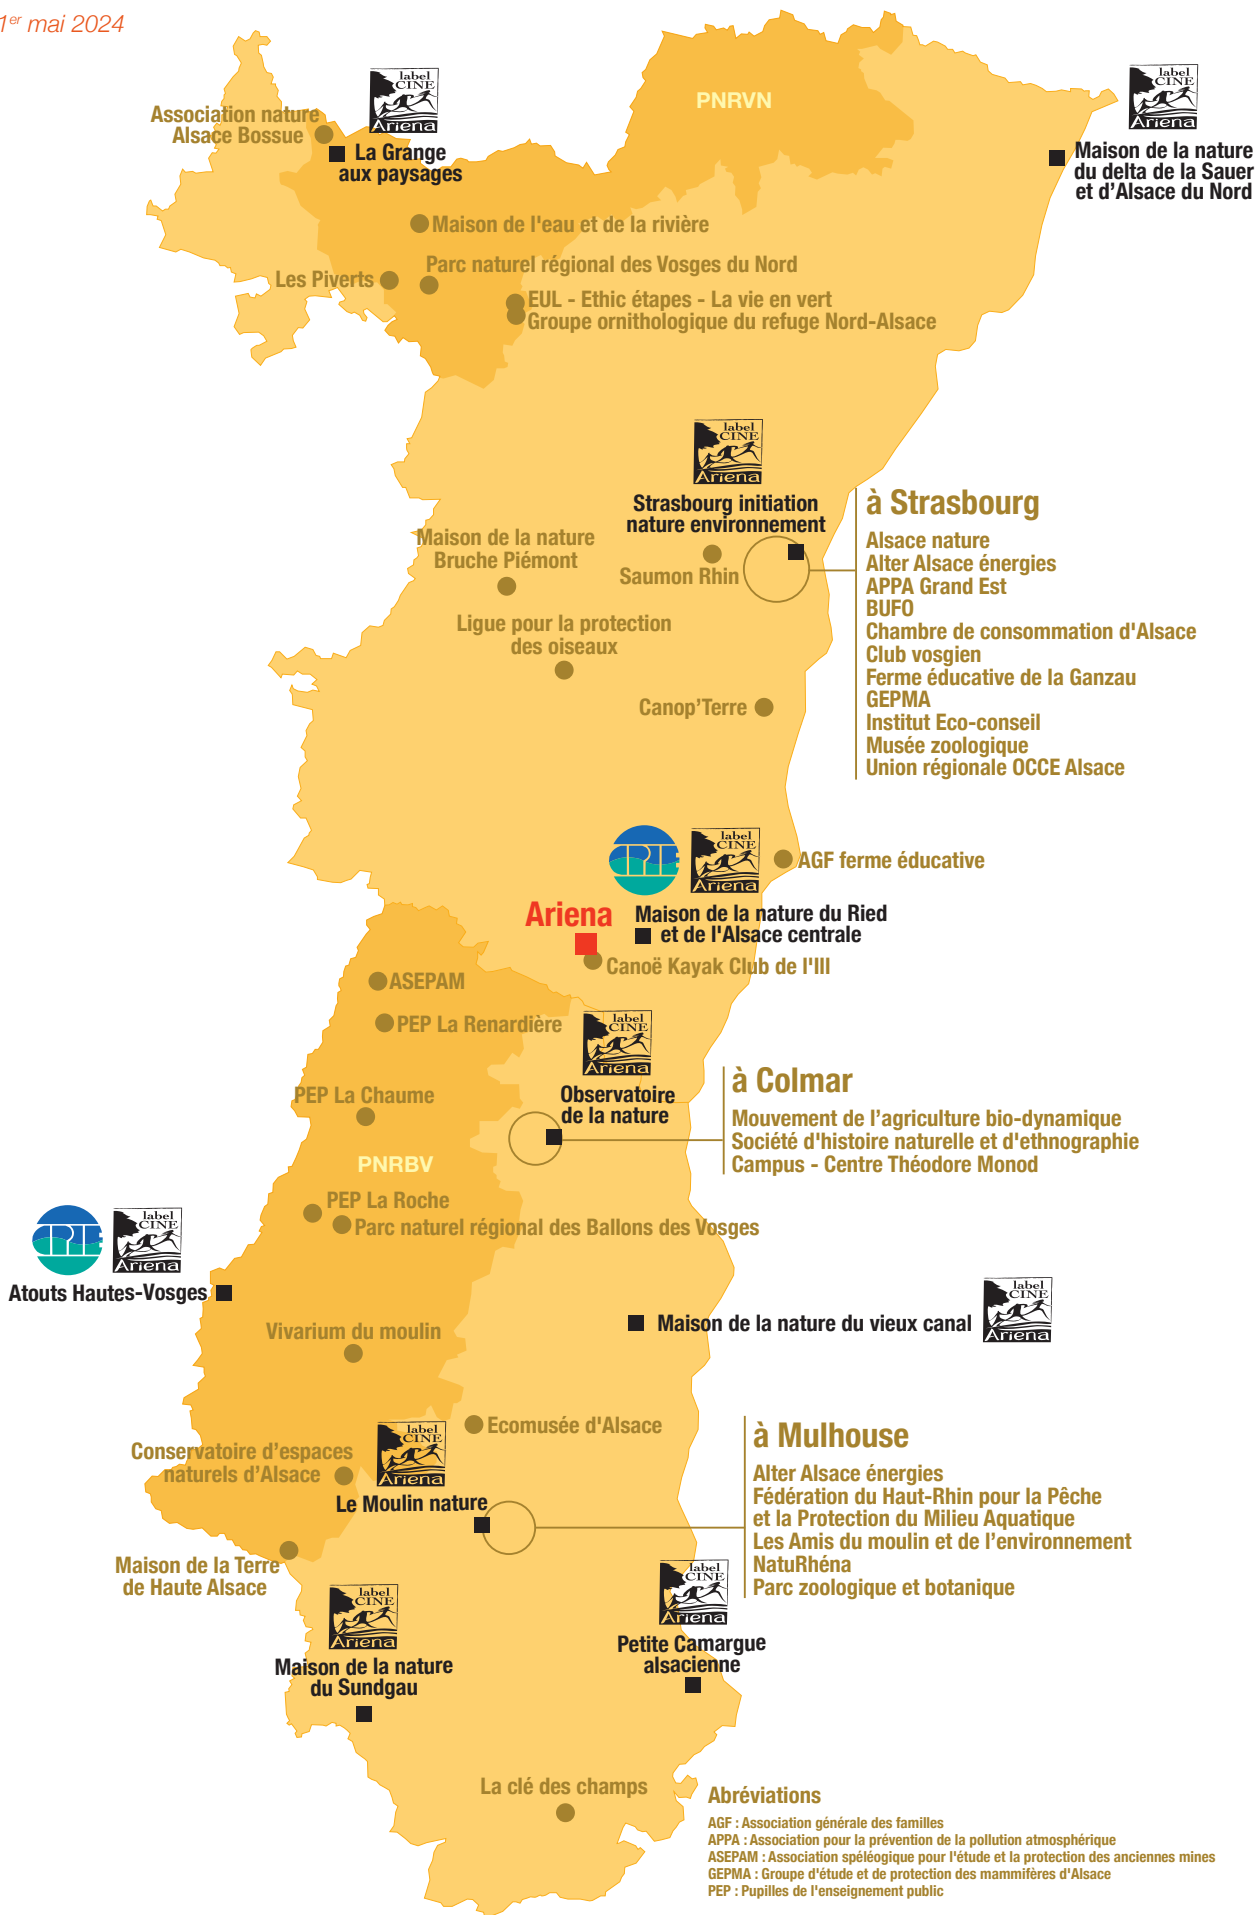 1er mai 2024
label
CINE
Ariena
Association nature
Alsace Bossue
La Grange
aux paysages
PNRVN
label
CINE
Ariena
Maison de la nature
du delta de la Sauer
et d'Alsace du Nord
Maison de l'eau et de la rivière
Parc naturel régional des Vosges du Nord
Les Piverts
EUL - Ethic étapes - La vie en vert
Groupe ornithologique du refuge Nord-Alsace
label
CINE
Ariena
Strasbourg initiation
nature environnement
Maison de la nature
Bruche Piémont
Saumon Rhin
Ligue pour la protection
des oiseaux
Canop'Terre
à Strasbourg
Alsace nature
Alter Alsace énergies
APPA Grand Est
BUFO
Chambre de consommation d'Alsace
Club vosgien
Ferme éducative de la Ganzau
GEPMA
Institut Eco-conseil
Musée zoologique
Union régionale OCCE Alsace
CPIE
label
CINE
Ariena
AGF ferme éducative
Ariena
Maison de la nature du Ried
et de l'Alsace centrale
Canoë Kayak Club de l'Ill
ASEPAM
PEP La Renardière
label
CINE
Ariena
Observatoire
de la nature
PEP La Chaume
à Colmar
Mouvement de l'agriculture bio-dynamique
Société d'histoire naturelle et d'ethnographie
Campus - Centre Théodore Monod
PNRBV
PEP La Roche
Parc naturel régional des Ballons des Vosges
CPIE
label
CINE
Ariena
Atouts Hautes-Vosges
Maison de la nature du vieux canal
label
CINE
Ariena
Vivarium du moulin
Ecomusée d'Alsace
label
CINE
Ariena
Conservatoire d'espaces
naturels d'Alsace
Le Moulin nature
à Mulhouse
Alter Alsace énergies
Fédération du Haut-Rhin pour la Pêche
et la Protection du Milieu Aquatique
Les Amis du moulin et de l'environnement
NatuRhéna
Parc zoologique et botanique
Maison de la Terre
de Haute Alsace
label
CINE
Ariena
Maison de la nature
du Sundgau
label
CINE
Ariena
Petite Camargue
alsacienne
La clé des champs
Abréviations
AGF : Association générale des familles
APPA : Association pour la prévention de la pollution atmosphérique
ASEPAM : Association spéléogique pour l'étude et la protection des anciennes mines
GEPMA : Groupe d'étude et de protection des mammifères d'Alsace
PEP : Pupilles de l'enseignement public